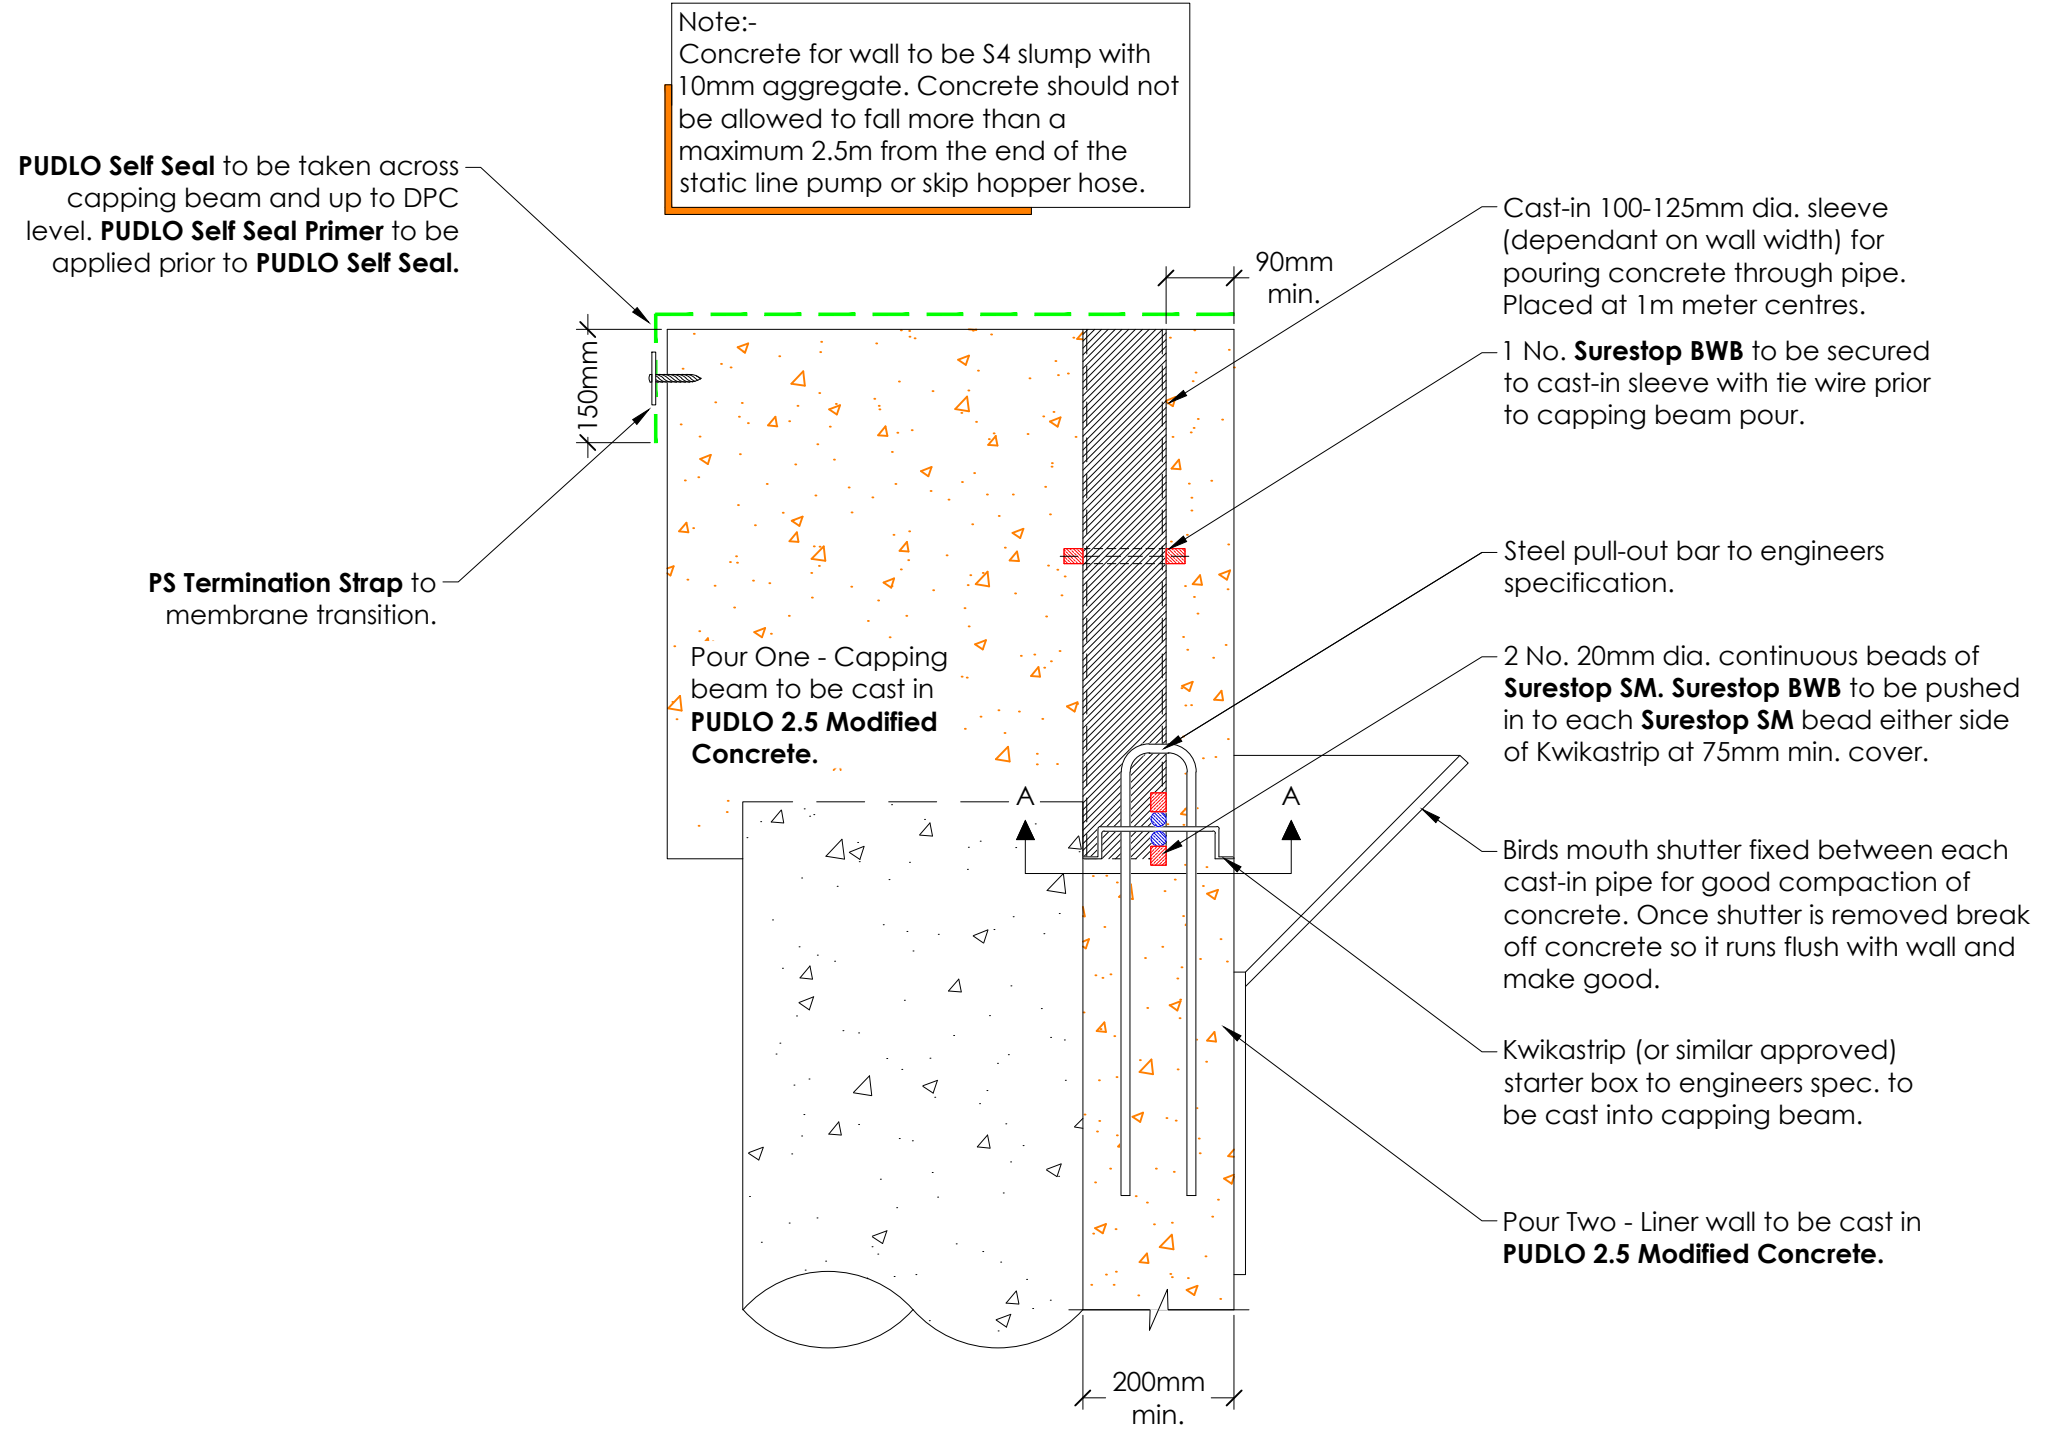 Note:-
Concrete for wall to be S4 slump with
10mm aggregate. Concrete should not
be allowed to fall more than a
maximum 2.5m from the end of the
static line pump or skip hopper hose.
PUDLO Self Seal to be taken across
capping beam and up to DPC
level. PUDLO Self Seal Primer to be
applied prior to PUDLO Self Seal.
150mm
PS Termination Strap to
membrane transition.
90mm
min.
Pour One - Capping
beam to be cast in
PUDLO 2.5 Modified
Concrete.
A
A
200mm
min.
Cast-in 100-125mm dia. sleeve
(dependant on wall width) for
pouring concrete through pipe.
Placed at 1m meter centres.
1 No. Surestop BWB to be secured
to cast-in sleeve with tie wire prior
to capping beam pour.
Steel pull-out bar to engineers
specification.
2 No. 20mm dia. continuous beads of
Surestop SM. Surestop BWB to be pushed
in to each Surestop SM bead either side
of Kwikastrip at 75mm min. cover.
Birds mouth shutter fixed between each
cast-in pipe for good compaction of
concrete. Once shutter is removed break
off concrete so it runs flush with wall and
make good.
Kwikastrip (or similar approved)
starter box to engineers spec. to
be cast into capping beam.
Pour Two - Liner wall to be cast in
PUDLO 2.5 Modified Concrete.